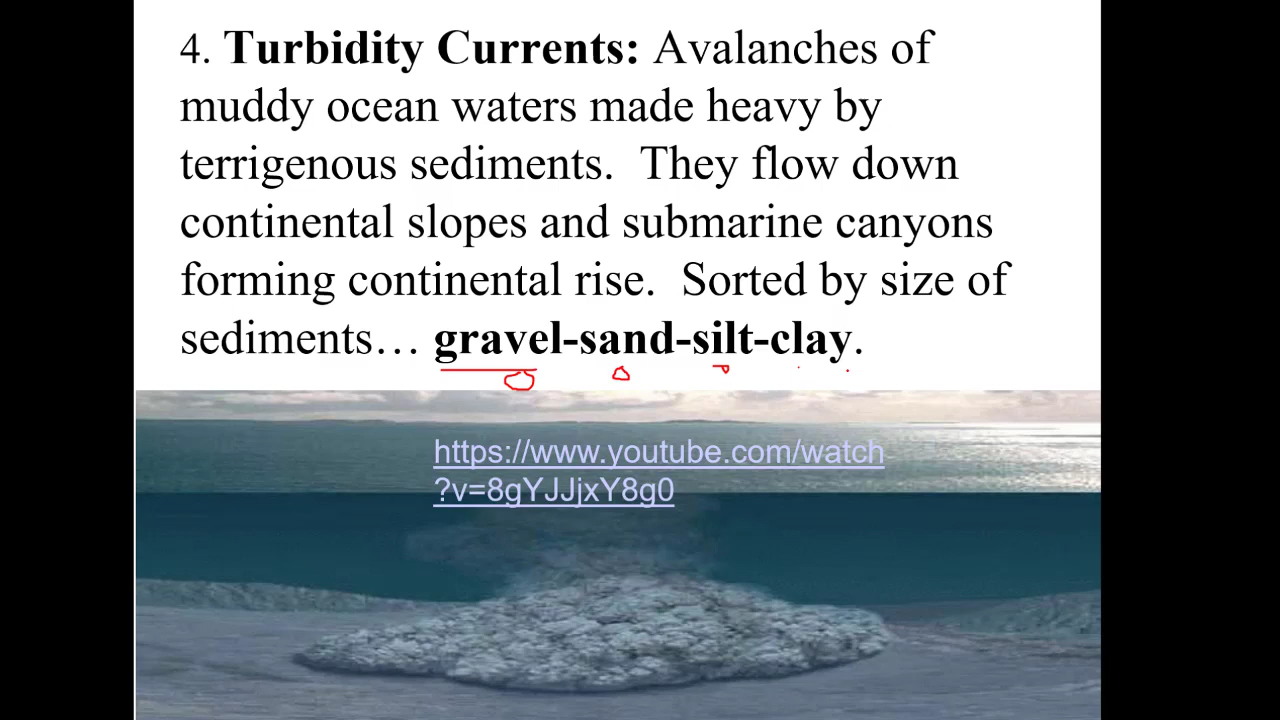 4. Turbidity Currents: Avalanches of
muddy ocean waters made heavy by
terrigenous sediments.  They flow down
continental slopes and submarine canyons
forming continental rise.  Sorted by size of
sediments… gravel-sand-silt-clay.
https://www.youtube.com/watch
?v=8gYJJjxY8g0